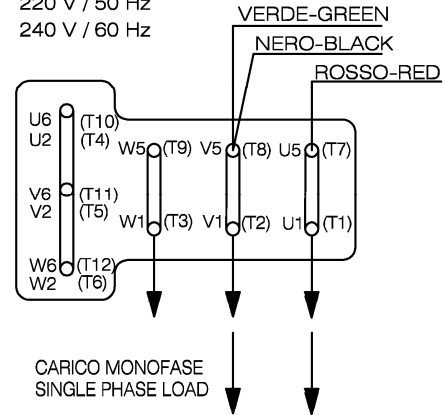 220 V / 50 Hz
240 V / 60 Hz
VERDE-GREEN
NERO-BLACK
ROSSO-RED
U6 (T10)
U2 (T4)
W5 (T9) V5 (T8) U5 (T7)
V6 (T11)
V2 (T5)
W1 (T3) V1 (T2) U1 (T1)
W6 (T12)
W2 (T6)
CARICO MONOFASE
SINGLE PHASE LOAD